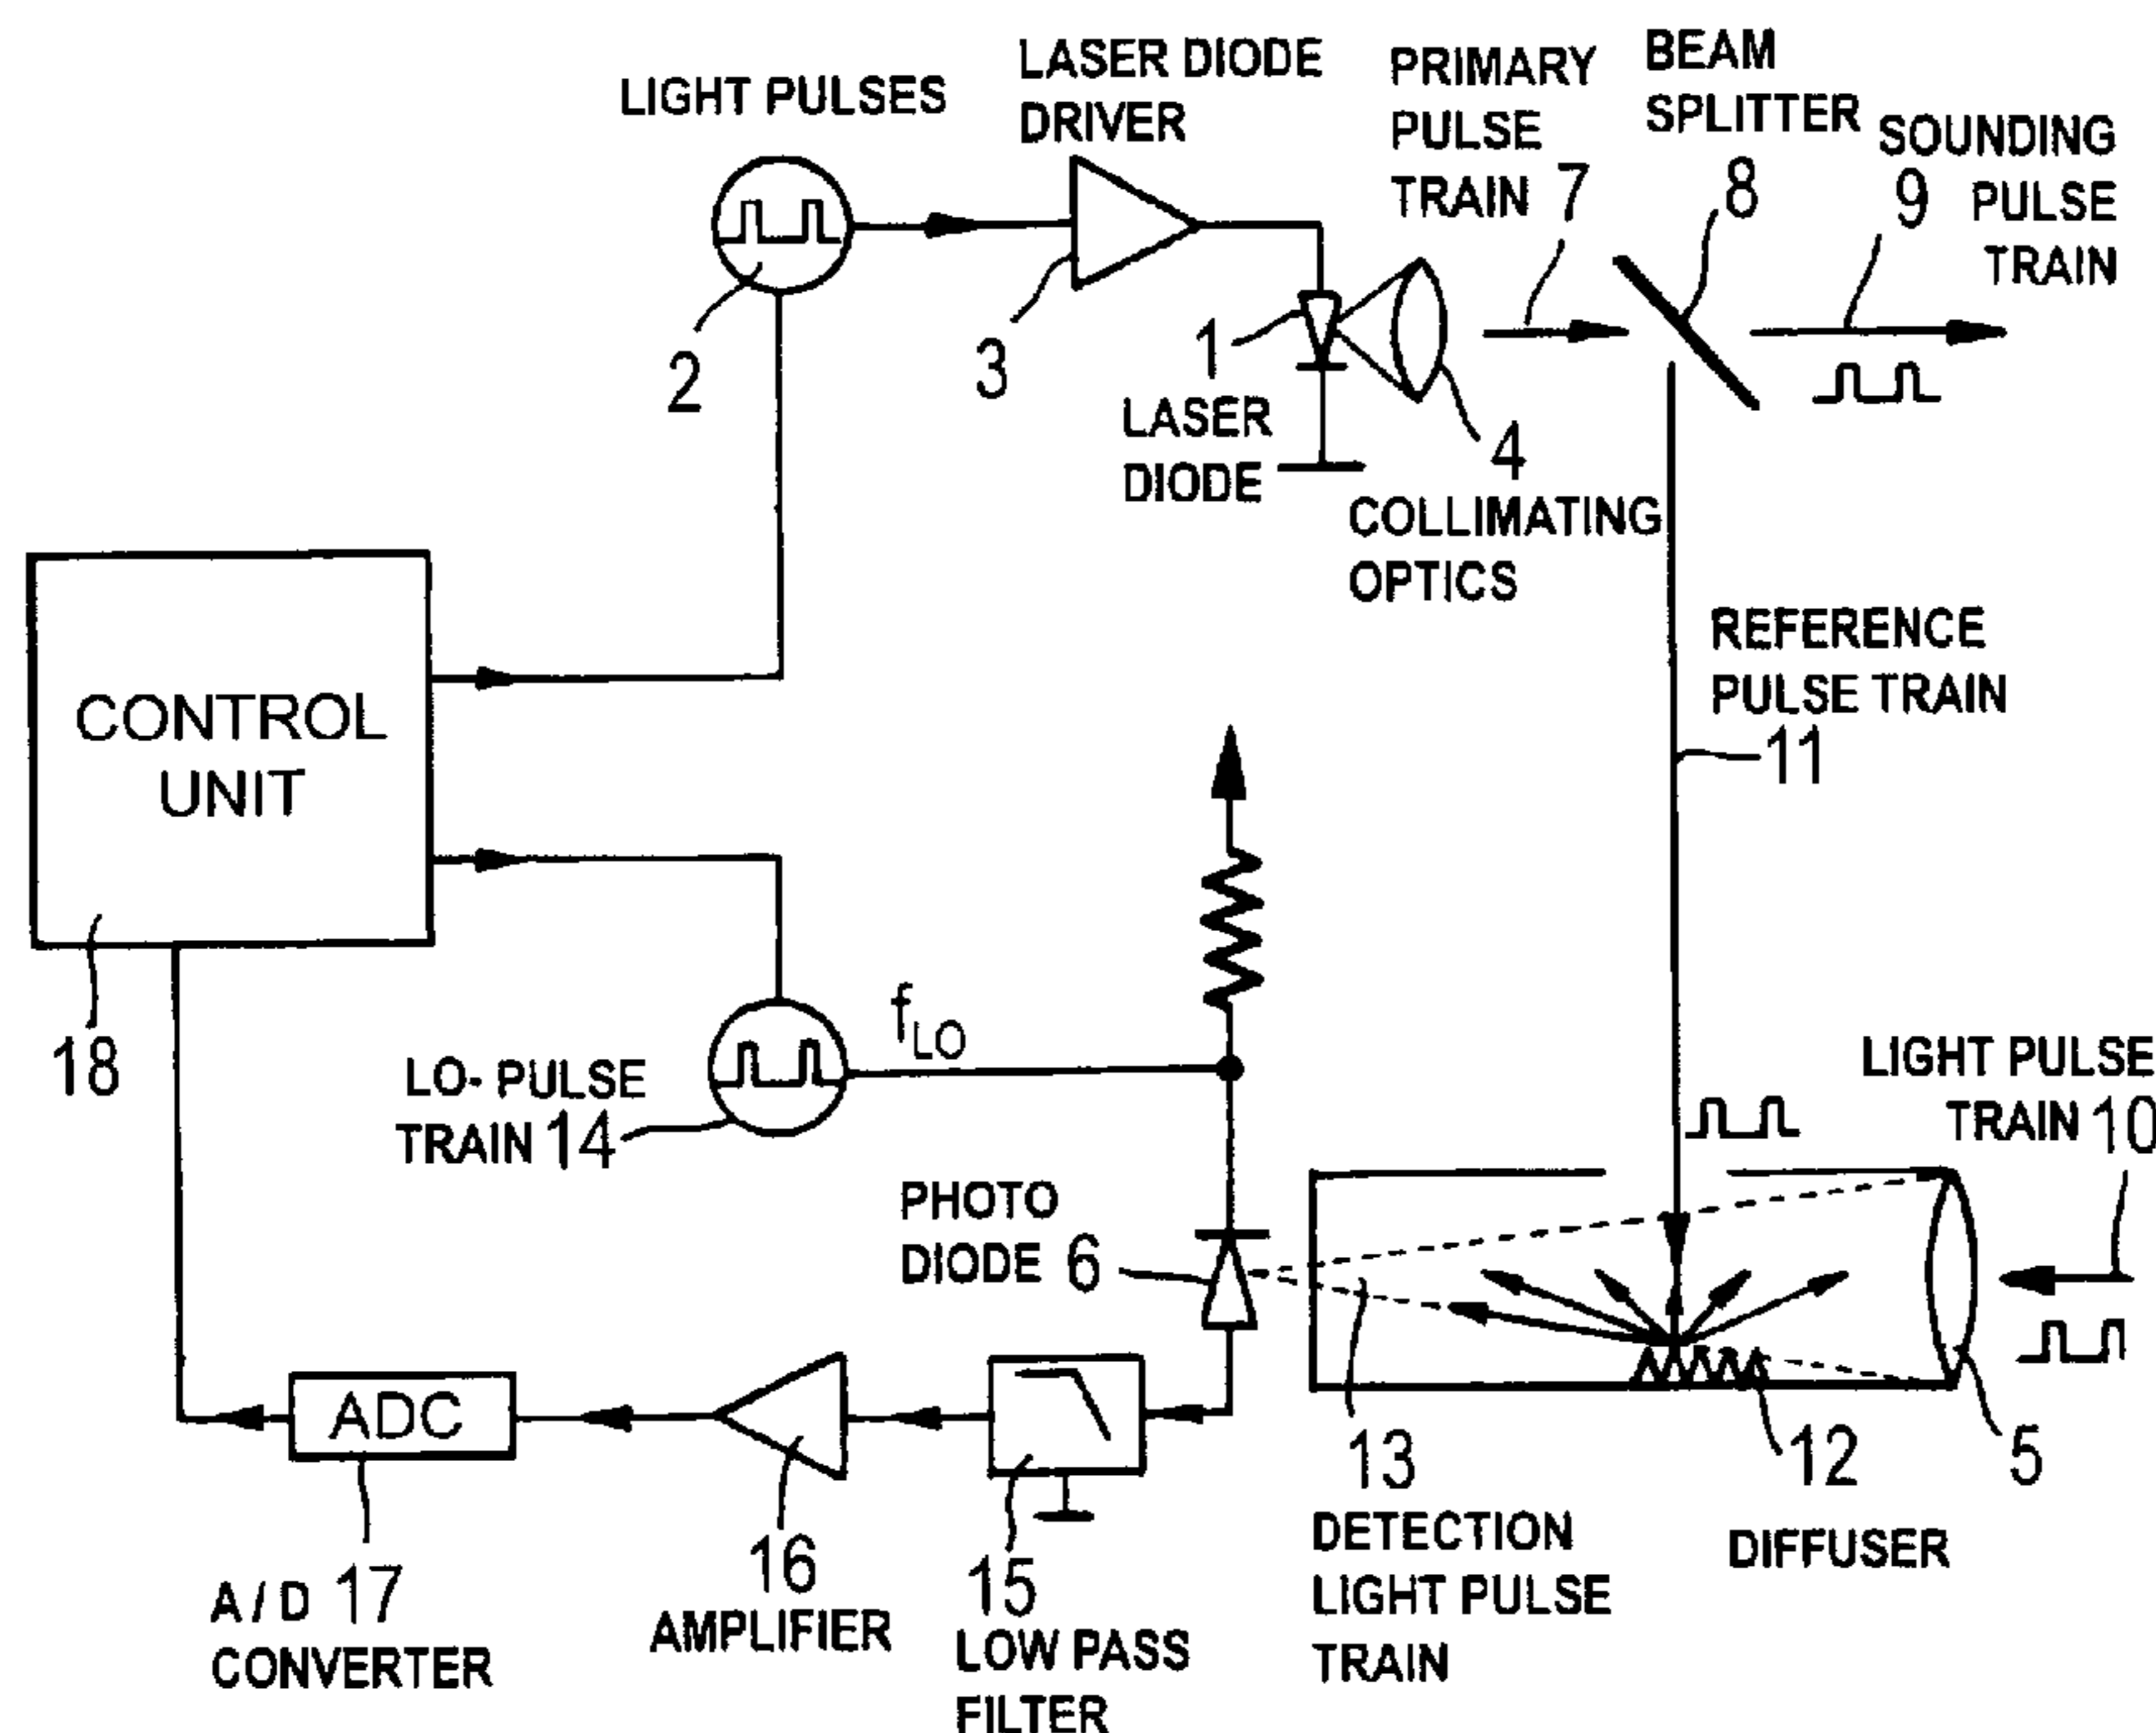 LIGHT PULSES
LASER DIODE
DRIVER
PRIMARY
PULSE
TRAIN 7
BEAM
SPLITTER
8
SOUNDING
9 PULSE
TRAIN
2
3
1
LASER
DIODE
4
COLLIMATING
OPTICS
CONTROL
UNIT
18
REFERENCE
PULSE TRAIN
11
fLO
LO- PULSE
TRAIN 14
LIGHT PULSE
TRAIN 10
PHOTO
DIODE 6
13
DETECTION
LIGHT PULSE
TRAIN
12
DIFFUSER
5
ADC
A / D 17
CONVERTER
16
AMPLIFIER
15
LOW PASS
FILTER